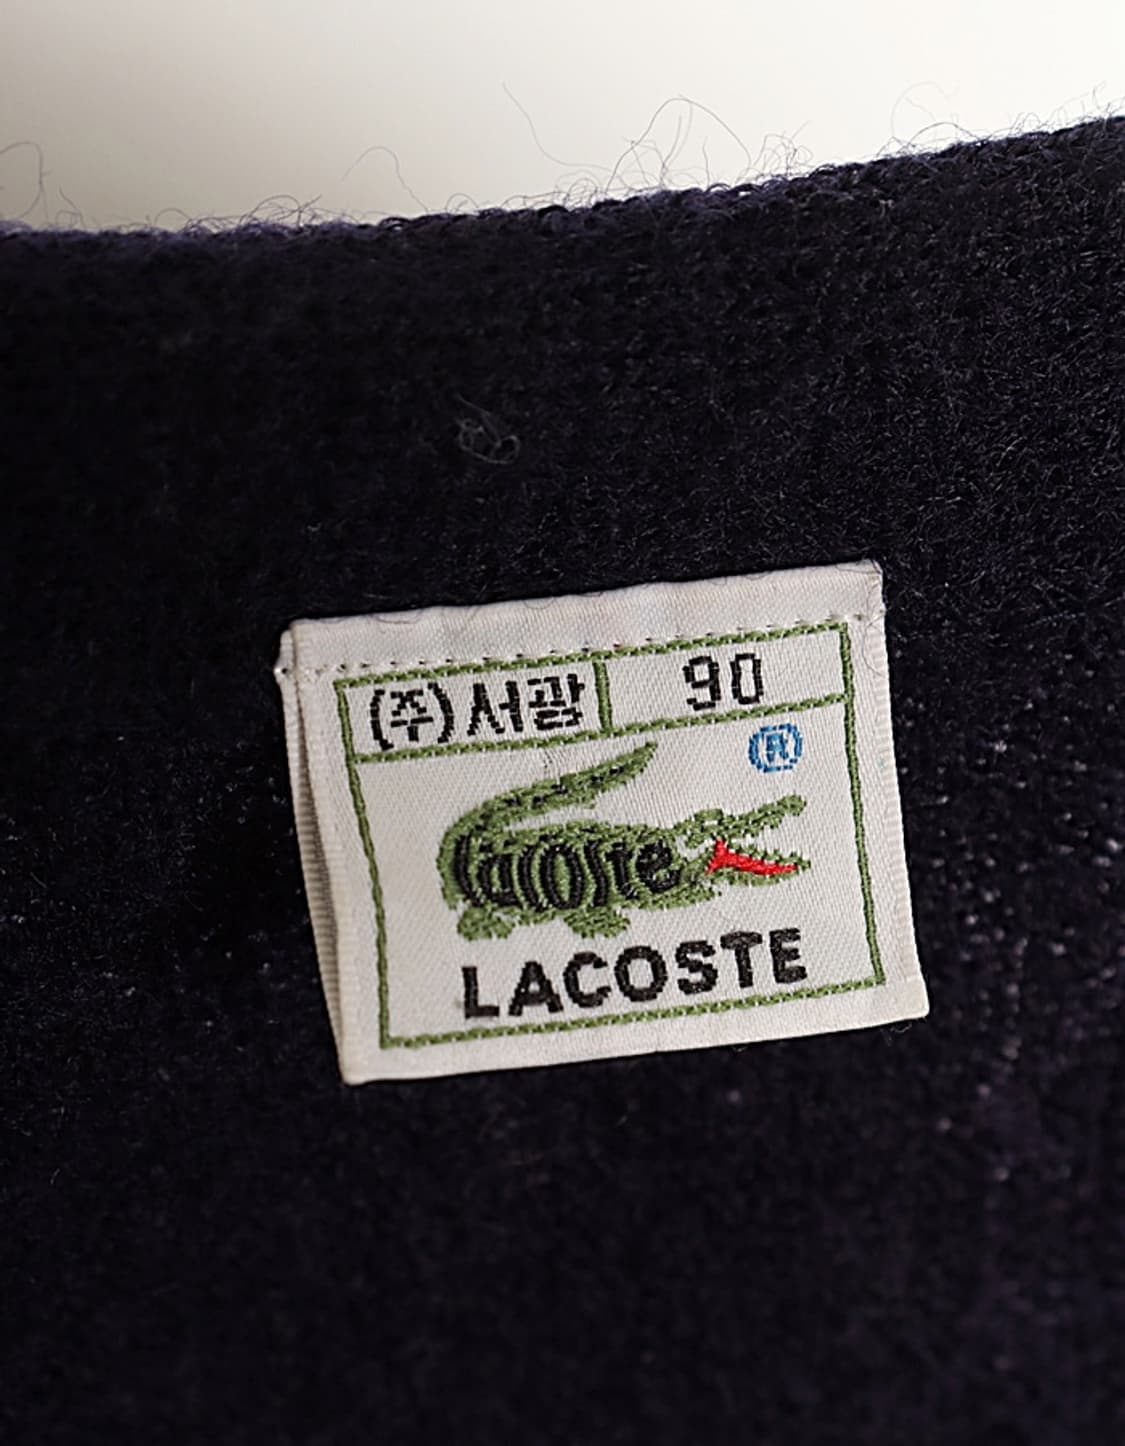 (주)서광 90
®
lacoste
LACOSTE